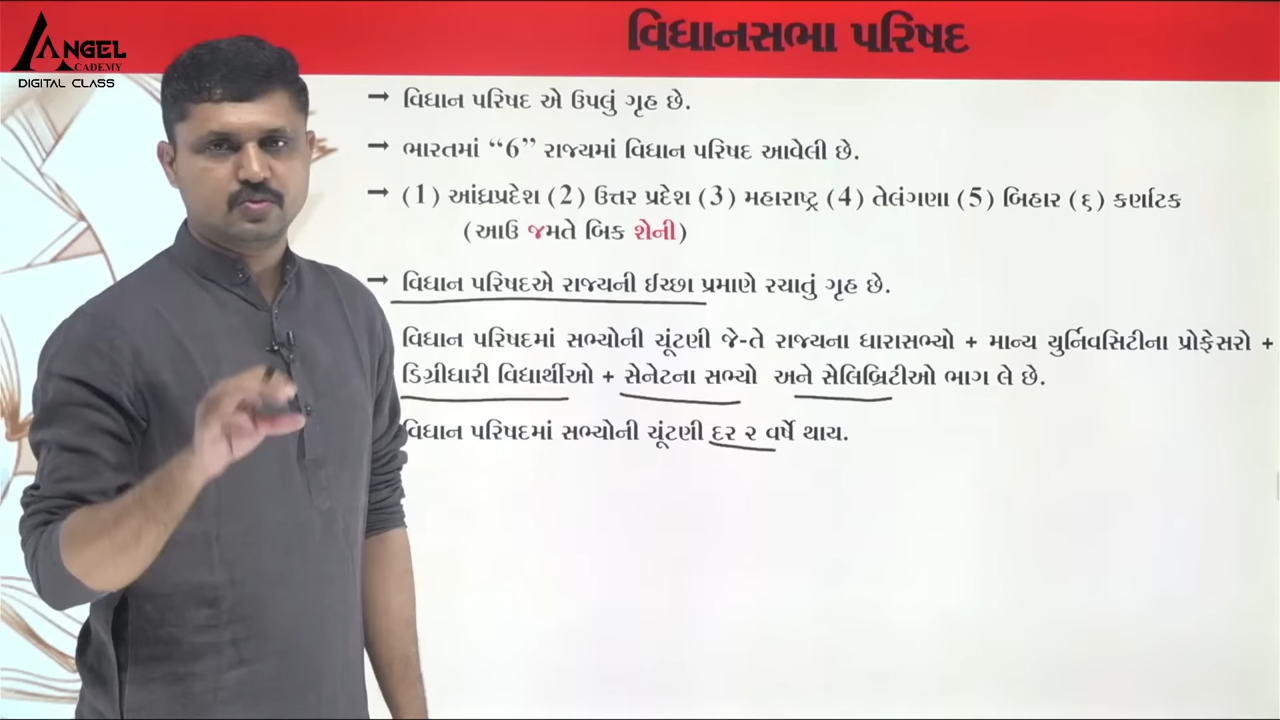 ANGEL
ACADEMY
DIGITAL CLASS
વિધાનસભા પરિષદ
→ વિધાન પરિષદ એ ઉપલું ગૃહ છે.
→ ભારતમાં “6” રાજ્યમાં વિધાન પરિષદ આવેલી છે.
→ (1) આંધ્રપ્રદેશ (2) ઉત્તર પ્રદેશ (3) મહારાષ્ટ્ર (4) તેલંગણા (5) બિહાર (૬) કર્ણાટક
(આઉ જમતે બિક શેની)
→ વિધાન પરિષદએ રાજ્યની ઈચ્છા પ્રમાણે રચાતું ગૃહ છે.
વિધાન પરિષદમાં સભ્યોની ચૂંટણી જે-તે રાજ્યના ધારાસભ્યો + માન્ય યુર્નિવસિટીના પ્રોફેસરો +
ડિગ્રીધારી વિદ્યાર્થીઓ + સેનેટના સભ્યો અને સેલિબ્રિટીઓ ભાગ લે છે.
વિધાન પરિષદમાં સભ્યોની ચૂંટણી દર ૨ વર્ષે થાય.